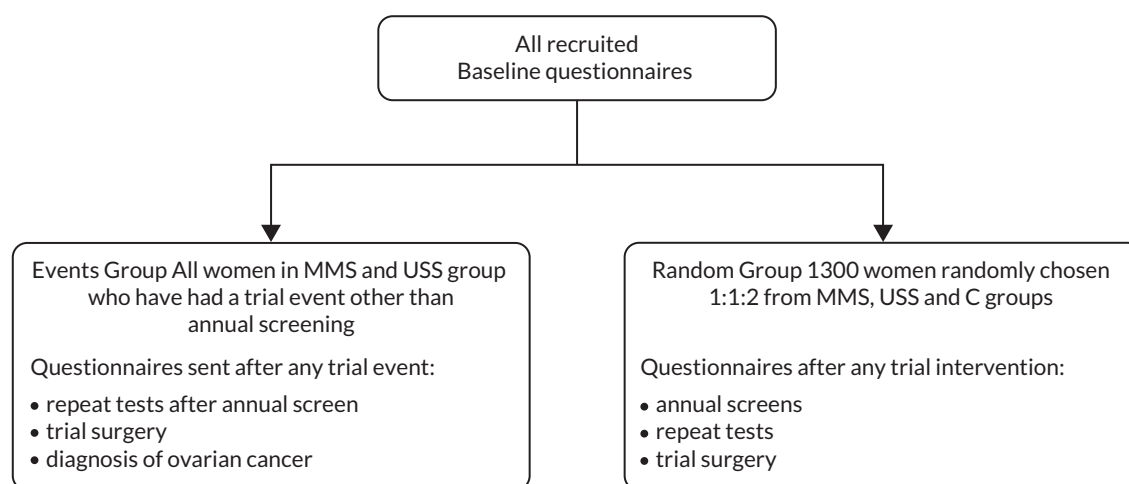 All recruited
Baseline questionnaires
Events Group All women in MMS and USS group
who have had a trial event other than
annual screening
Questionnaires sent after any trial event:
• repeat tests after annual screen
• trial surgery
• diagnosis of ovarian cancer
Random Group 1300 women randomly chosen
1:1:2 from MMS, USS and C groups
Questionnaires after any trial intervention:
• annual screens
• repeat tests
• trial surgery